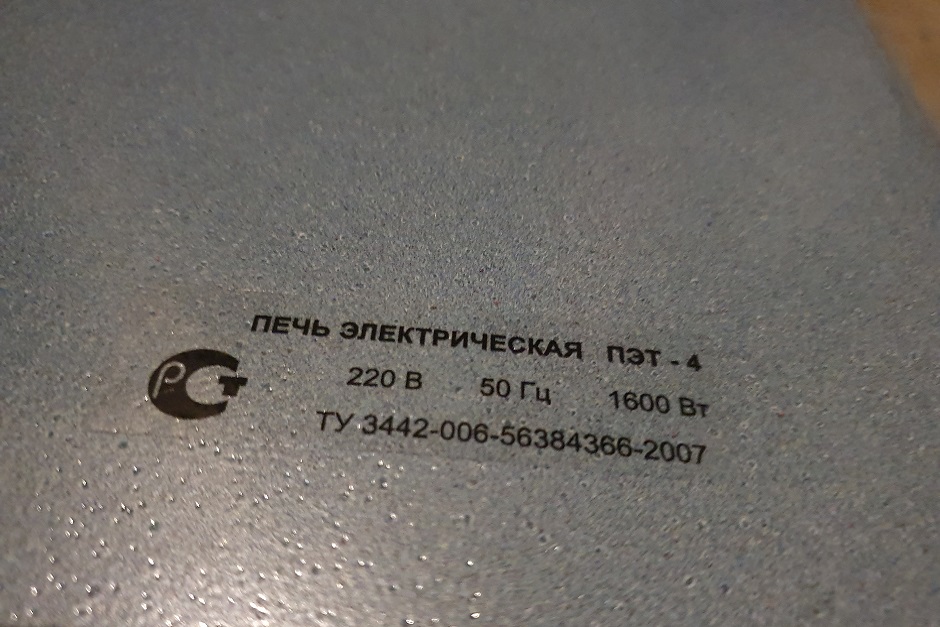 ПЕЧЬ ЭЛЕКТРИЧЕСКАЯ ПЭТ - 4
220 В 50 Гц 1600 Вт
ТУ 3442-006-56384366-2007